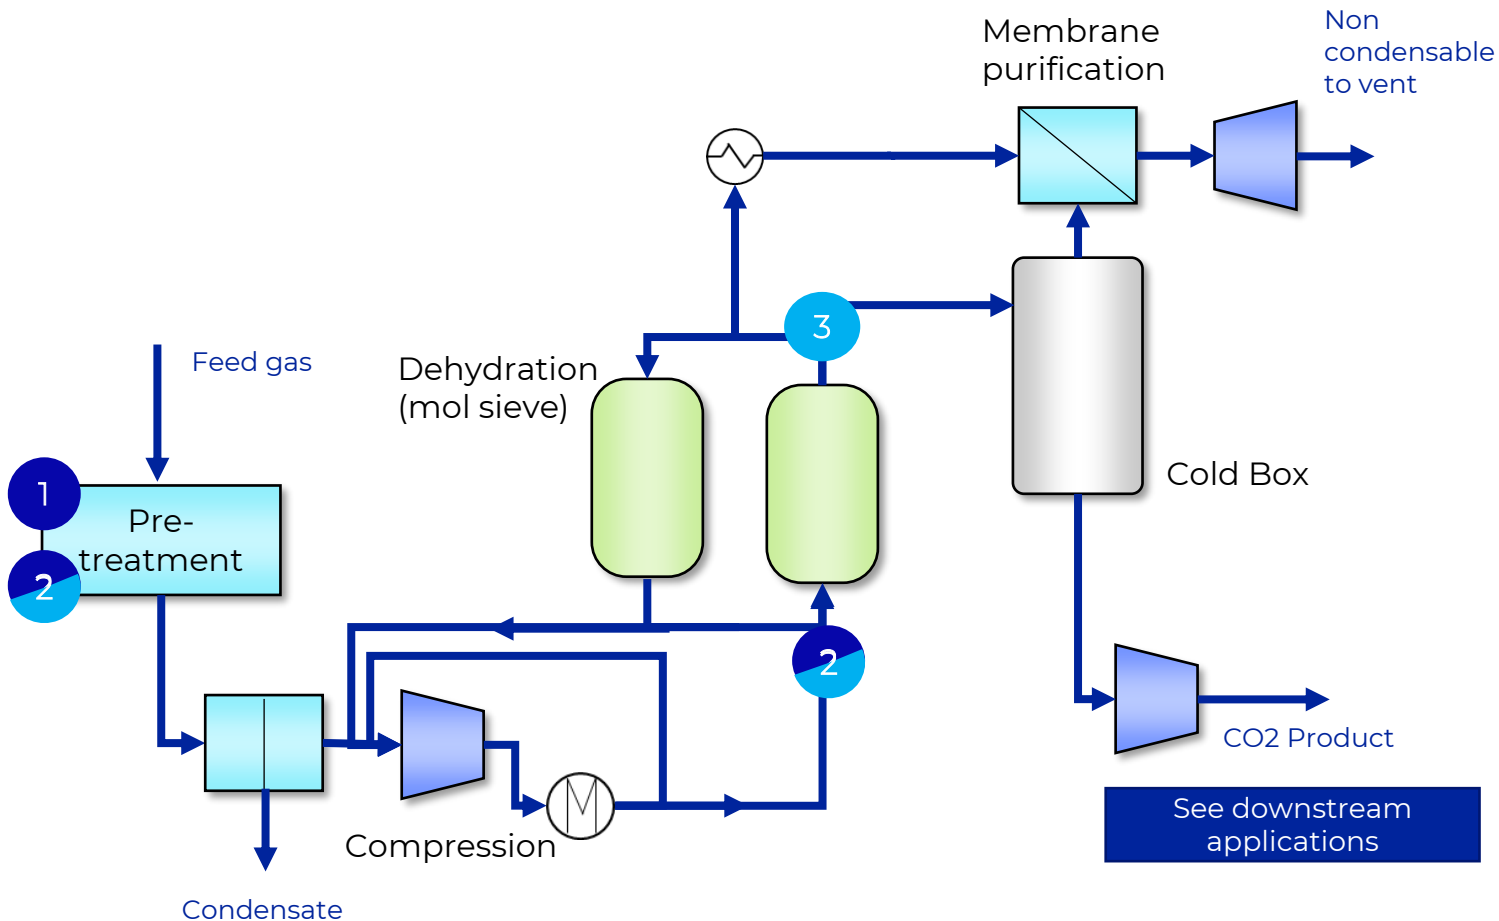 Non
condensable
to vent
Membrane
purification
3
Feed gas
Dehydration
(mol sieve)
Cold Box
1
Pre-
treatment
2
2
CO2 Product
See downstream
applications
Compression
Condensate